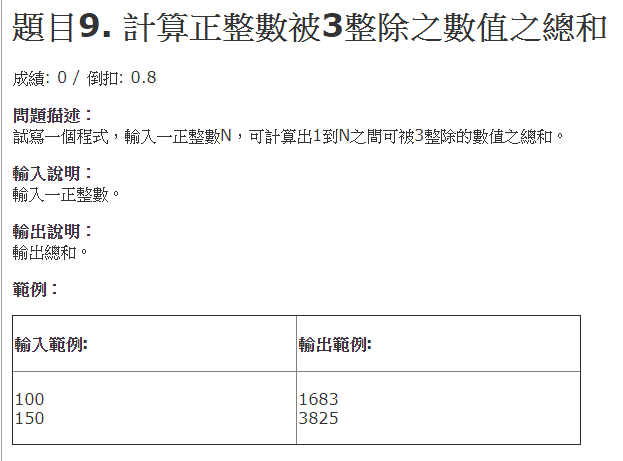 題目9. 計算正整數被3整除之數值之總和
成績: 0 / 倒扣: 0.8
問題描述：
試寫一個程式，輸入一正整數N，可計算出1到N之間可被3整除的數值之總和。
輸入說明：
輸入一正整數。
輸出說明：
輸出總和。
範例：
輸入範例: 輸出範例:
100 1683
150 3825